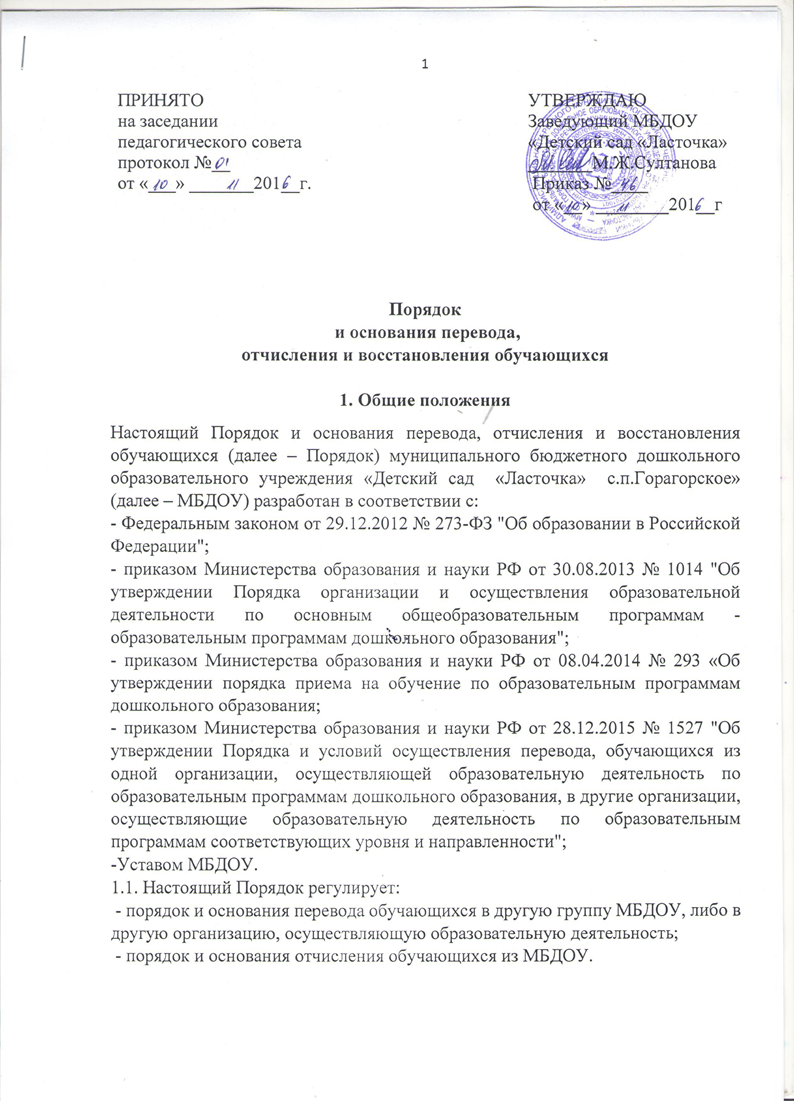 1
ПРИНЯТО
на заседании
педагогического совета
протокол № 01
от « 10 » 11 2016 г.
УТВЕРЖДАЮ
Заведующий МБДОУ
«Детский сад «Ласточка»
М.Ж.Султанова
Приказ № 46
от « 10 » 11 2016 г
Порядок
и основания перевода,
отчисления и восстановления обучающихся
1. Общие положения
Настоящий Порядок и основания перевода, отчисления и восстановления
обучающихся (далее – Порядок) муниципального бюджетного дошкольного
образовательного учреждения «Детский сад «Ласточка» с.п.Горагорское»
(далее – МБДОУ) разработан в соответствии с:
- Федеральным законом от 29.12.2012 № 273-ФЗ "Об образовании в Российской
Федерации";
- приказом Министерства образования и науки РФ от 30.08.2013 № 1014 "Об
утверждении Порядка организации и осуществления образовательной
деятельности по основным общеобразовательным программам -
образовательным программам дошкольного образования";
- приказом Министерства образования и науки РФ от 08.04.2014 № 293 «Об
утверждении порядка приема на обучение по образовательным программам
дошкольного образования;
- приказом Министерства образования и науки РФ от 28.12.2015 № 1527 "Об
утверждении Порядка и условий осуществления перевода, обучающихся из
одной организации, осуществляющей образовательную деятельность по
образовательным программам дошкольного образования, в другие организации,
осуществляющие образовательную деятельность по образовательным
программам соответствующих уровня и направленности";
-Уставом МБДОУ.
1.1. Настоящий Порядок регулирует:
- порядок и основания перевода обучающихся в другую группу МБДОУ, либо в
другую организацию, осуществляющую образовательную деятельность;
- порядок и основания отчисления обучающихся из МБДОУ.